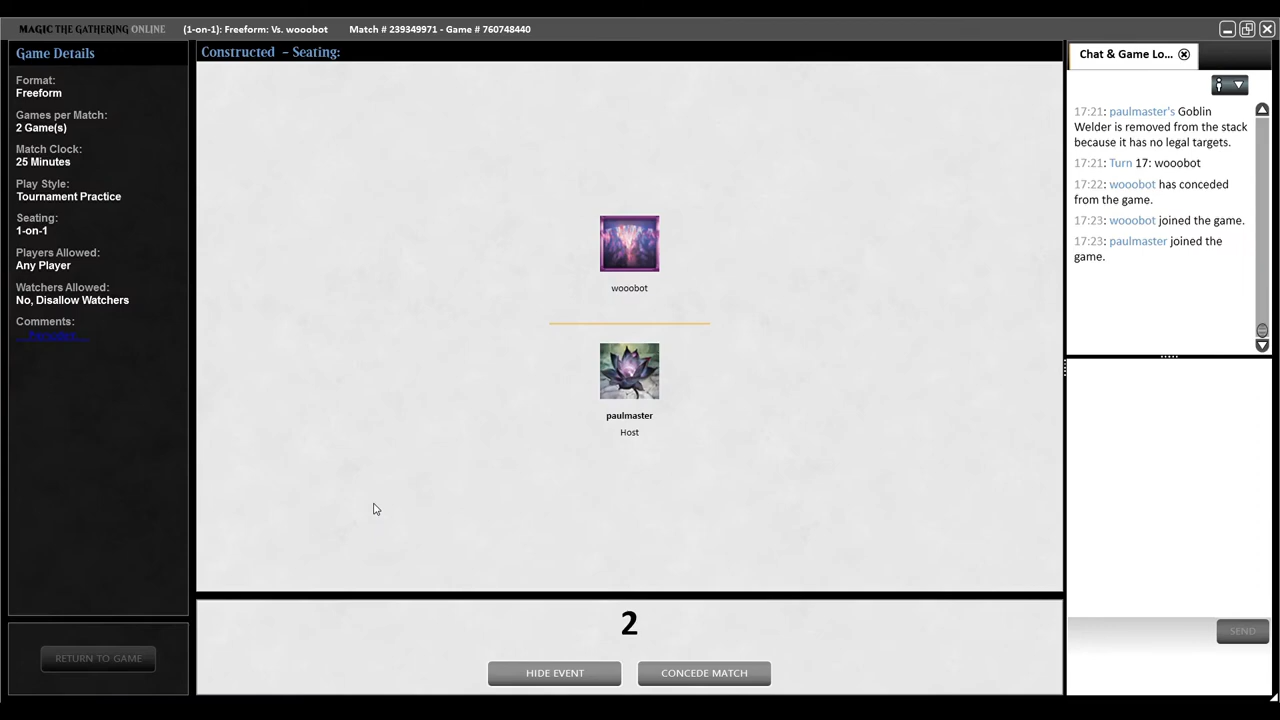 MAGIC THE GATHERING ONLINE (1-on-1): Freeform: Vs. wooobot Match # 239349971 - Game # 760748440
Game Details
Format:
Freeform
Games per Match:
2 Game(s)
Match Clock:
25 Minutes
Play Style:
Tournament Practice
Seating:
1-on-1
Players Allowed:
Any Player
Watchers Allowed:
No, Disallow Watchers
Comments:
RETURN TO GAME
Constructed – Seating:
wooobot
paulmaster
Host
2
HIDE EVENT
CONCEDE MATCH
Chat & Game Lo...
17:21: paulmaster's Goblin
Welder is removed from the stack
because it has no legal targets.
17:21: Turn 17: wooobot
17:22: wooobot has conceded
from the game.
17:23: wooobot joined the game.
17:23: paulmaster joined the
game.
SEND